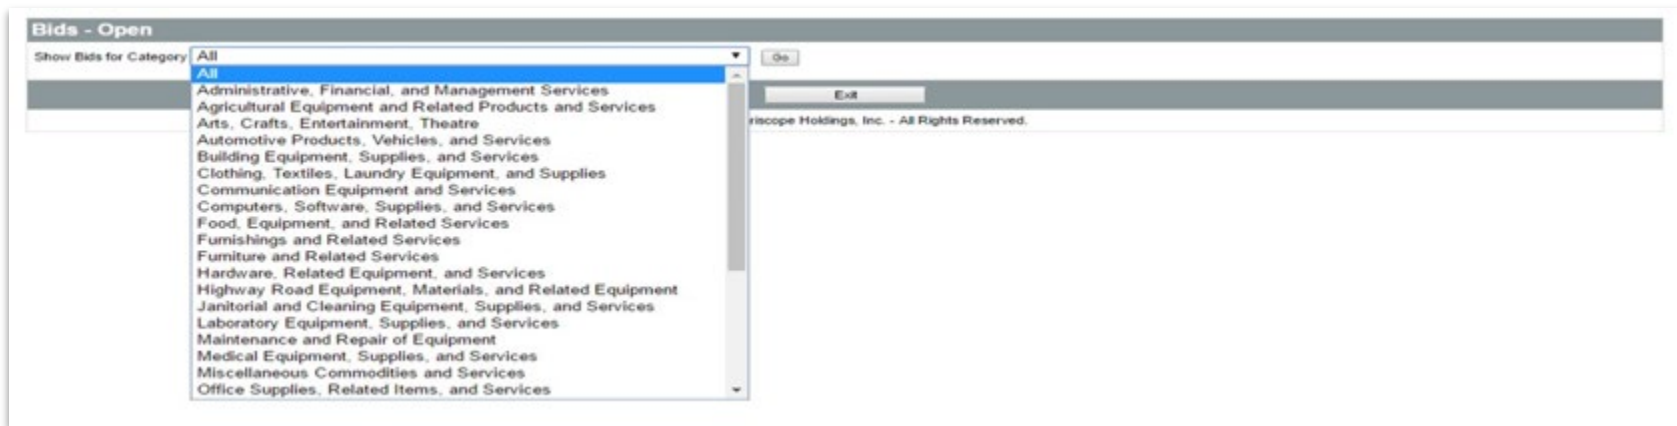 Bids - Open
Show Bids for Category All Go
All
Administrative, Financial, and Management Services
Exit
Agricultural Equipment and Related Products and Services
Arts, Crafts, Entertainment, Theatre
riscope Holdings, Inc. - All Rights Reserved.
Automotive Products, Vehicles, and Services
Building Equipment, Supplies, and Services
Clothing, Textiles, Laundry Equipment, and Supplies
Communication Equipment and Services
Computers, Software, Supplies, and Services
Food, Equipment, and Related Services
Furnishings and Related Services
Furniture and Related Services
Hardware, Related Equipment, and Services
Highway Road Equipment, Materials, and Related Equipment
Janitorial and Cleaning Equipment, Supplies, and Services
Laboratory Equipment, Supplies, and Services
Maintenance and Repair of Equipment
Medical Equipment, Supplies, and Services
Miscellaneous Commodities and Services
Office Supplies, Related Items, and Services